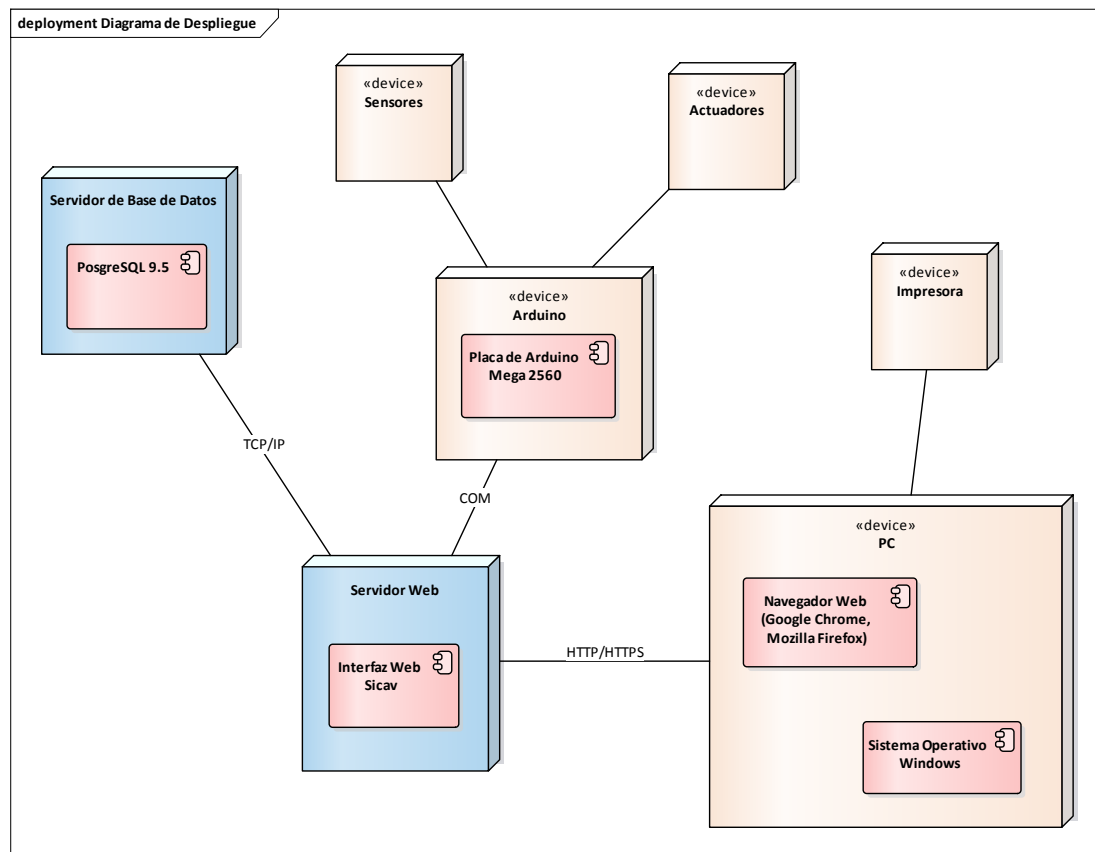 deployment Diagrama de Despliegue
«device»
Sensores
«device»
Actuadores
Servidor de Base de Datos
PosgreSQL 9.5
«device»
Arduino
Placa de Arduino
Mega 2560
«device»
Impresora
TCP/IP
COM
«device»
PC
Servidor Web
Interfaz Web
Sicav
HTTP/HTTPS
Navegador Web
(Google Chrome,
Mozilla Firefox)
Sistema Operativo
Windows